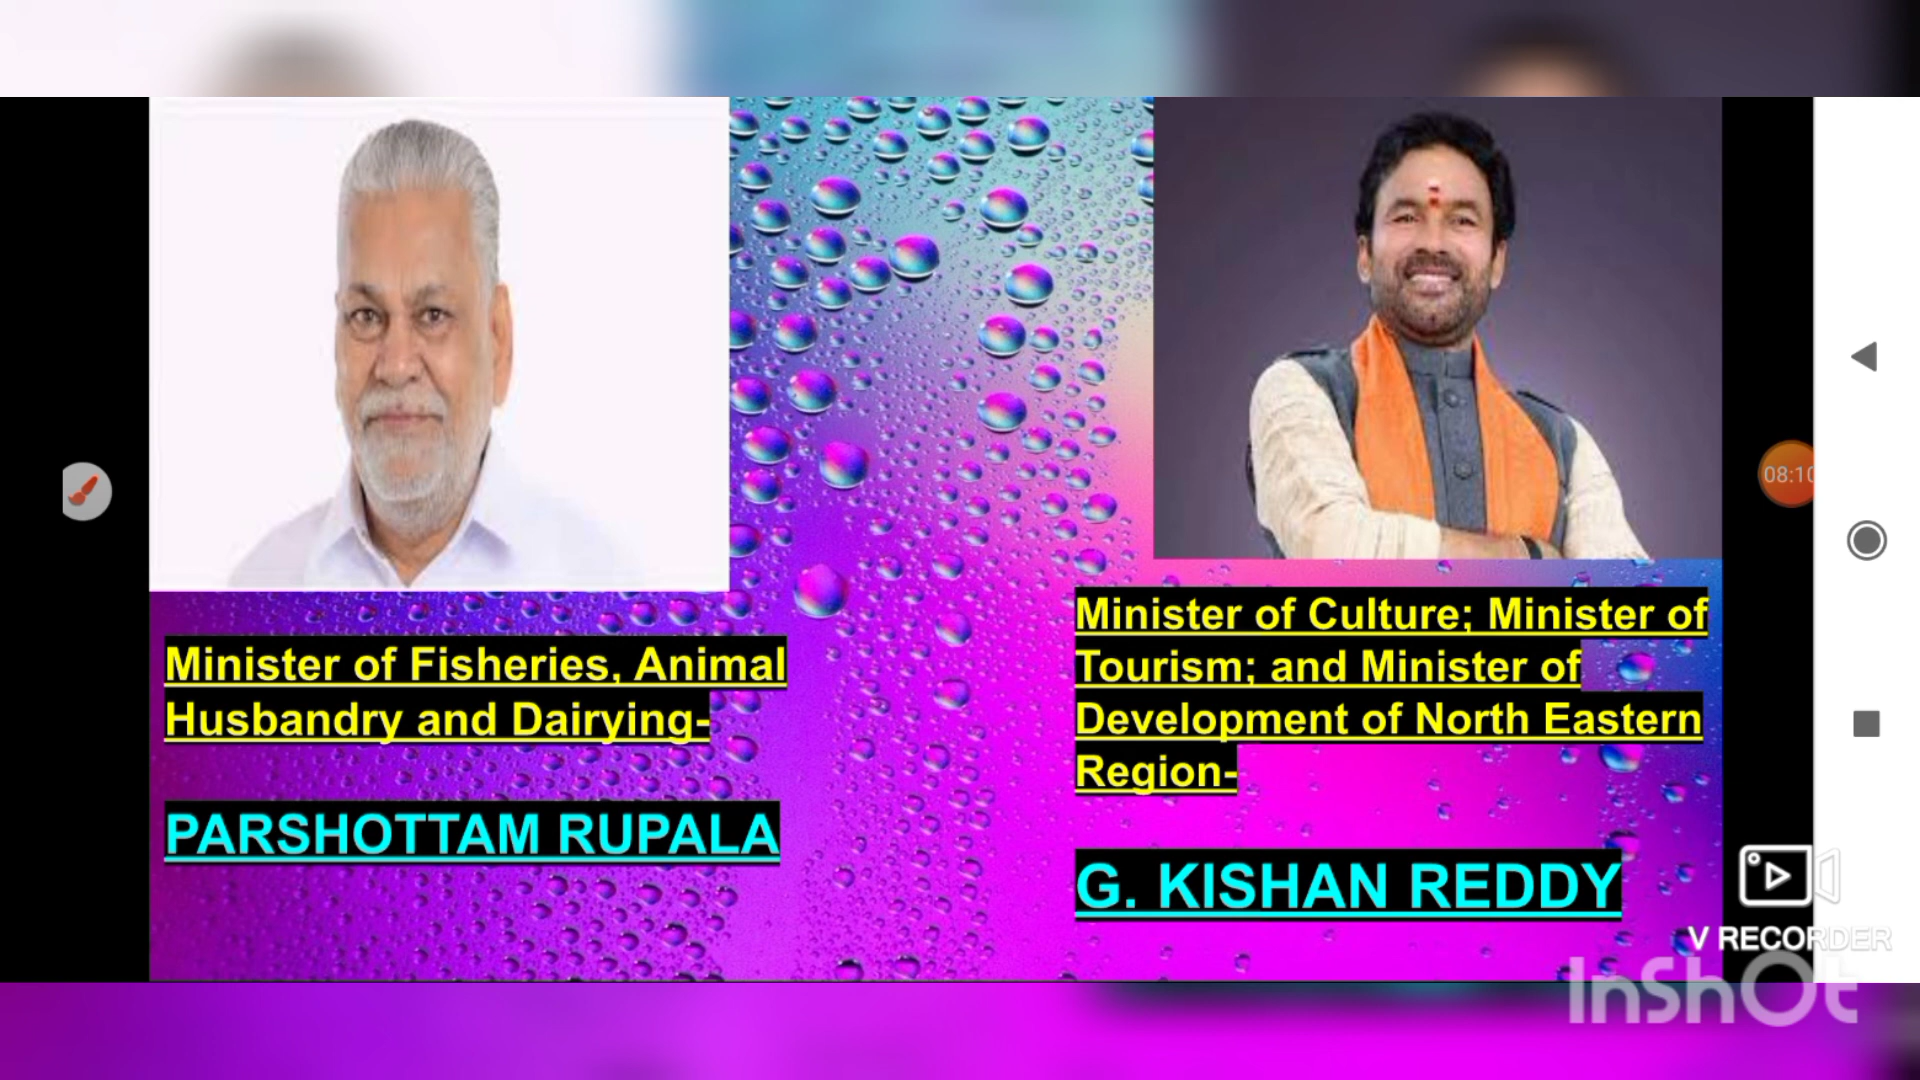 Minister of Fisheries, Animal
Husbandry and Dairying-
PARSHOTTAM RUPALA
Minister of Culture; Minister of
Tourism; and Minister of
Development of North Eastern
Region-
G. KISHAN REDDY
08:10
V RECORDER
InShOt